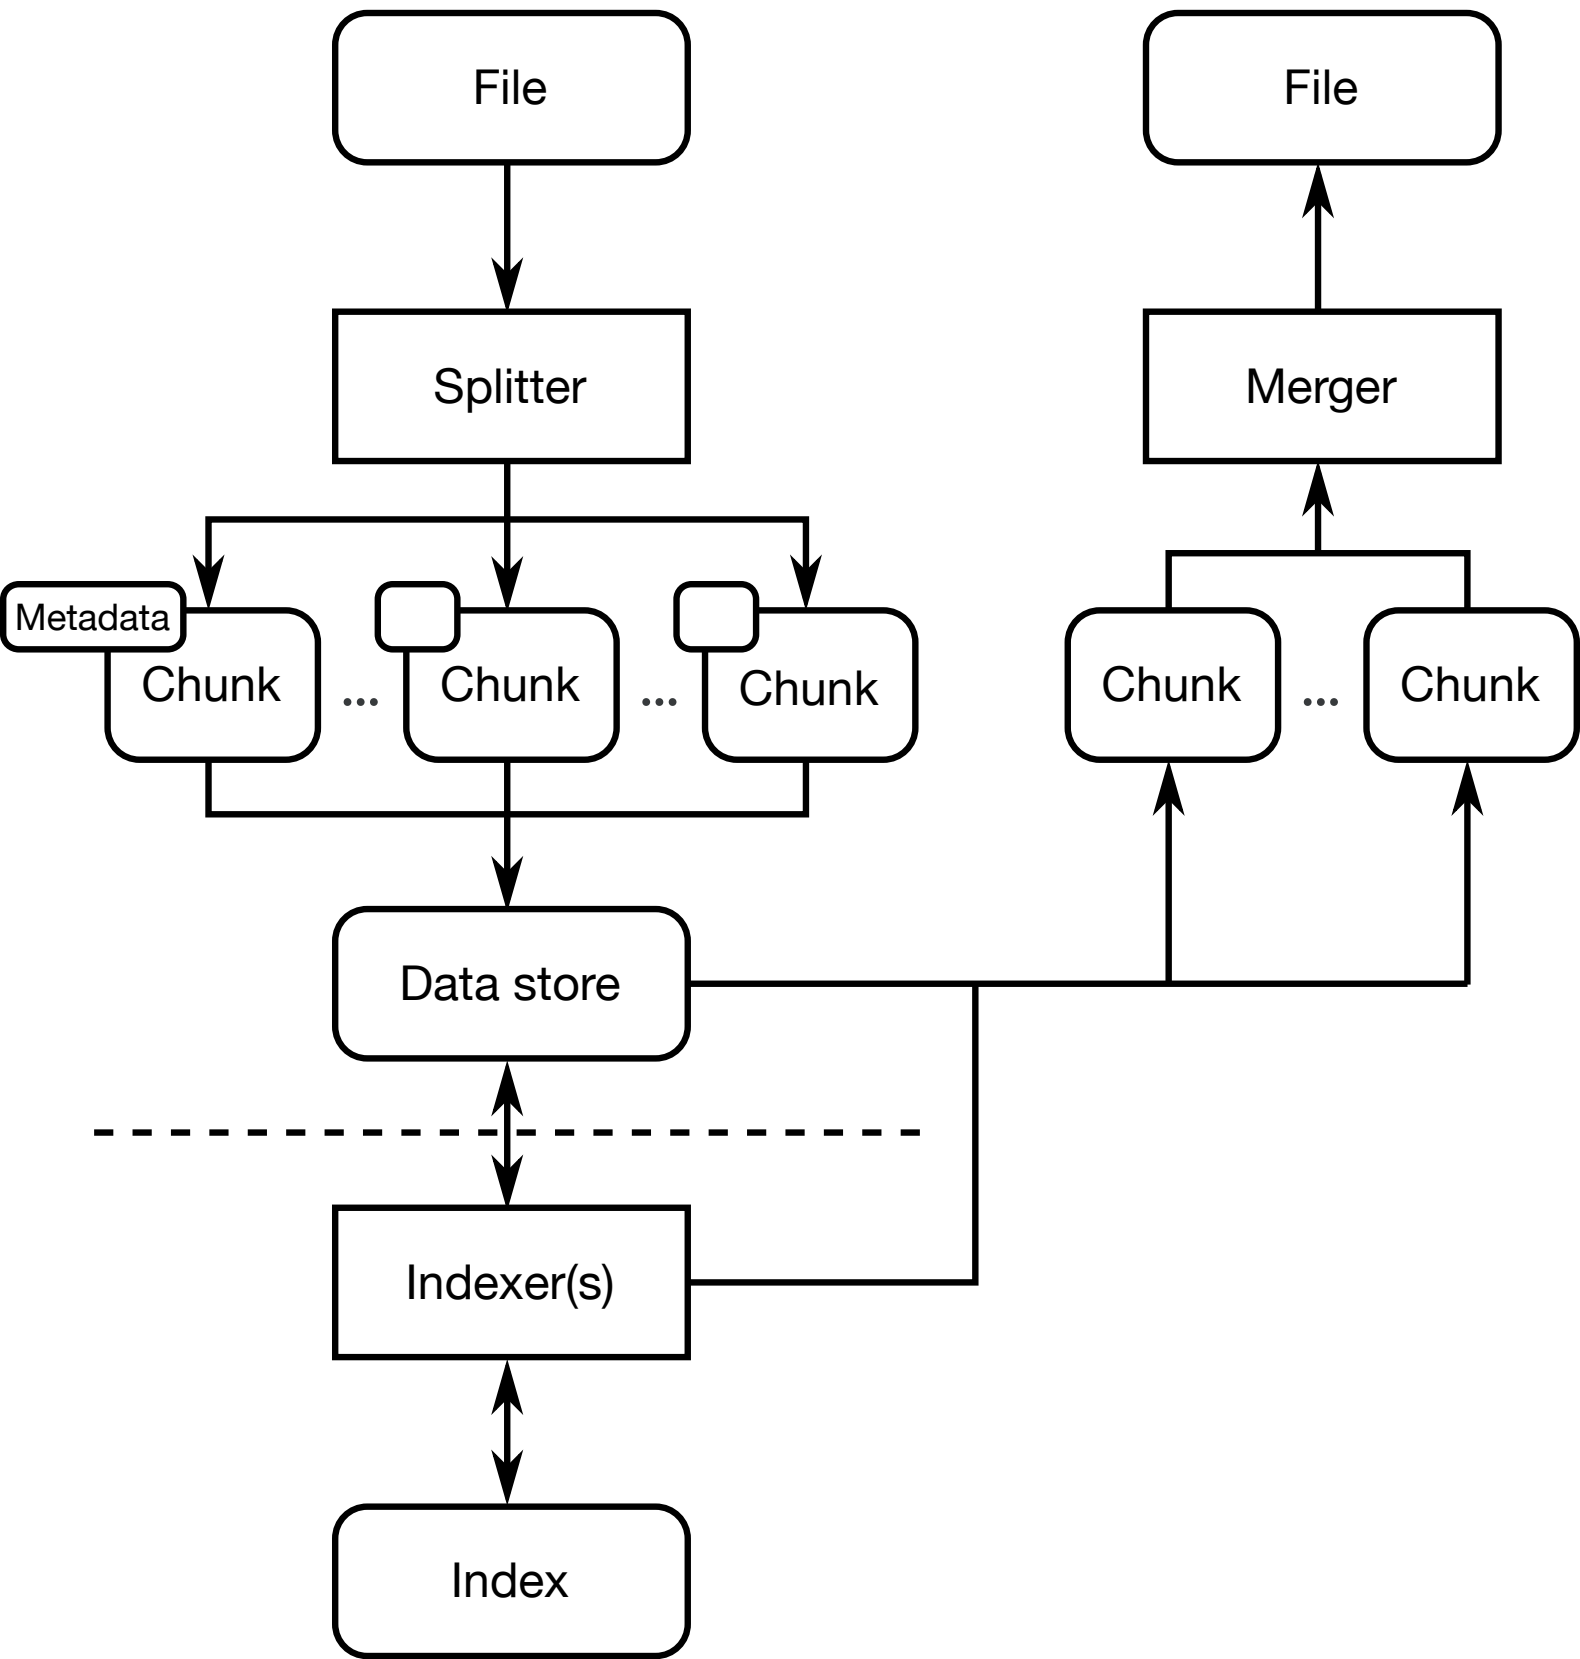 File
File
Splitter
Merger
Metadata
Chunk
...
Chunk
...
Chunk
Chunk
...
Chunk
Data store
Indexer(s)
Index